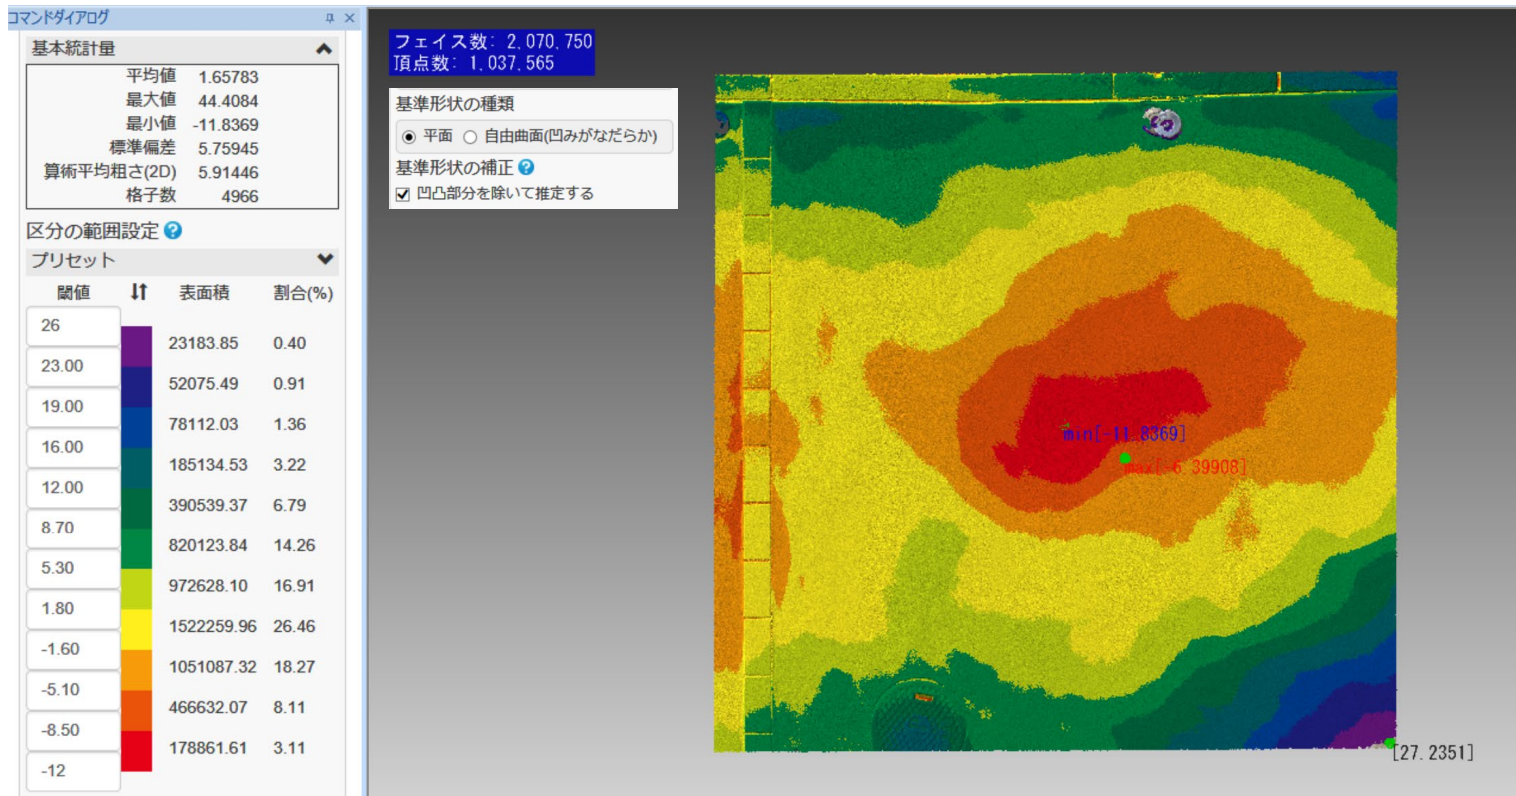 コマンドダイアログ
基本統計量
平均値 1.65783
最大値 44.4084
最小値 -11.8369
標準偏差 5.75945
算術平均粗さ(2D) 5.91446
格子数 4966
区分の範囲設定
プリセット
閾値 表面積 割合(%)
26
23183.85 0.40
23.00
52075.49 0.91
19.00
78112.03 1.36
16.00
185134.53 3.22
12.00
390539.37 6.79
8.70
820123.84 14.26
5.30
972628.10 16.91
1.80
1522259.96 26.46
-1.60
1051087.32 18.27
-5.10
466632.07 8.11
-8.50
178861.61 3.11
-12
フェイス数: 2,070,750
頂点数: 1,037,565
基準形状の種類
平面 自由曲面(凹みがなだらか)
基準形状の補正
凹凸部分を除いて推定する
min[-11.8369]
max[-6.39908]
[27.2351]